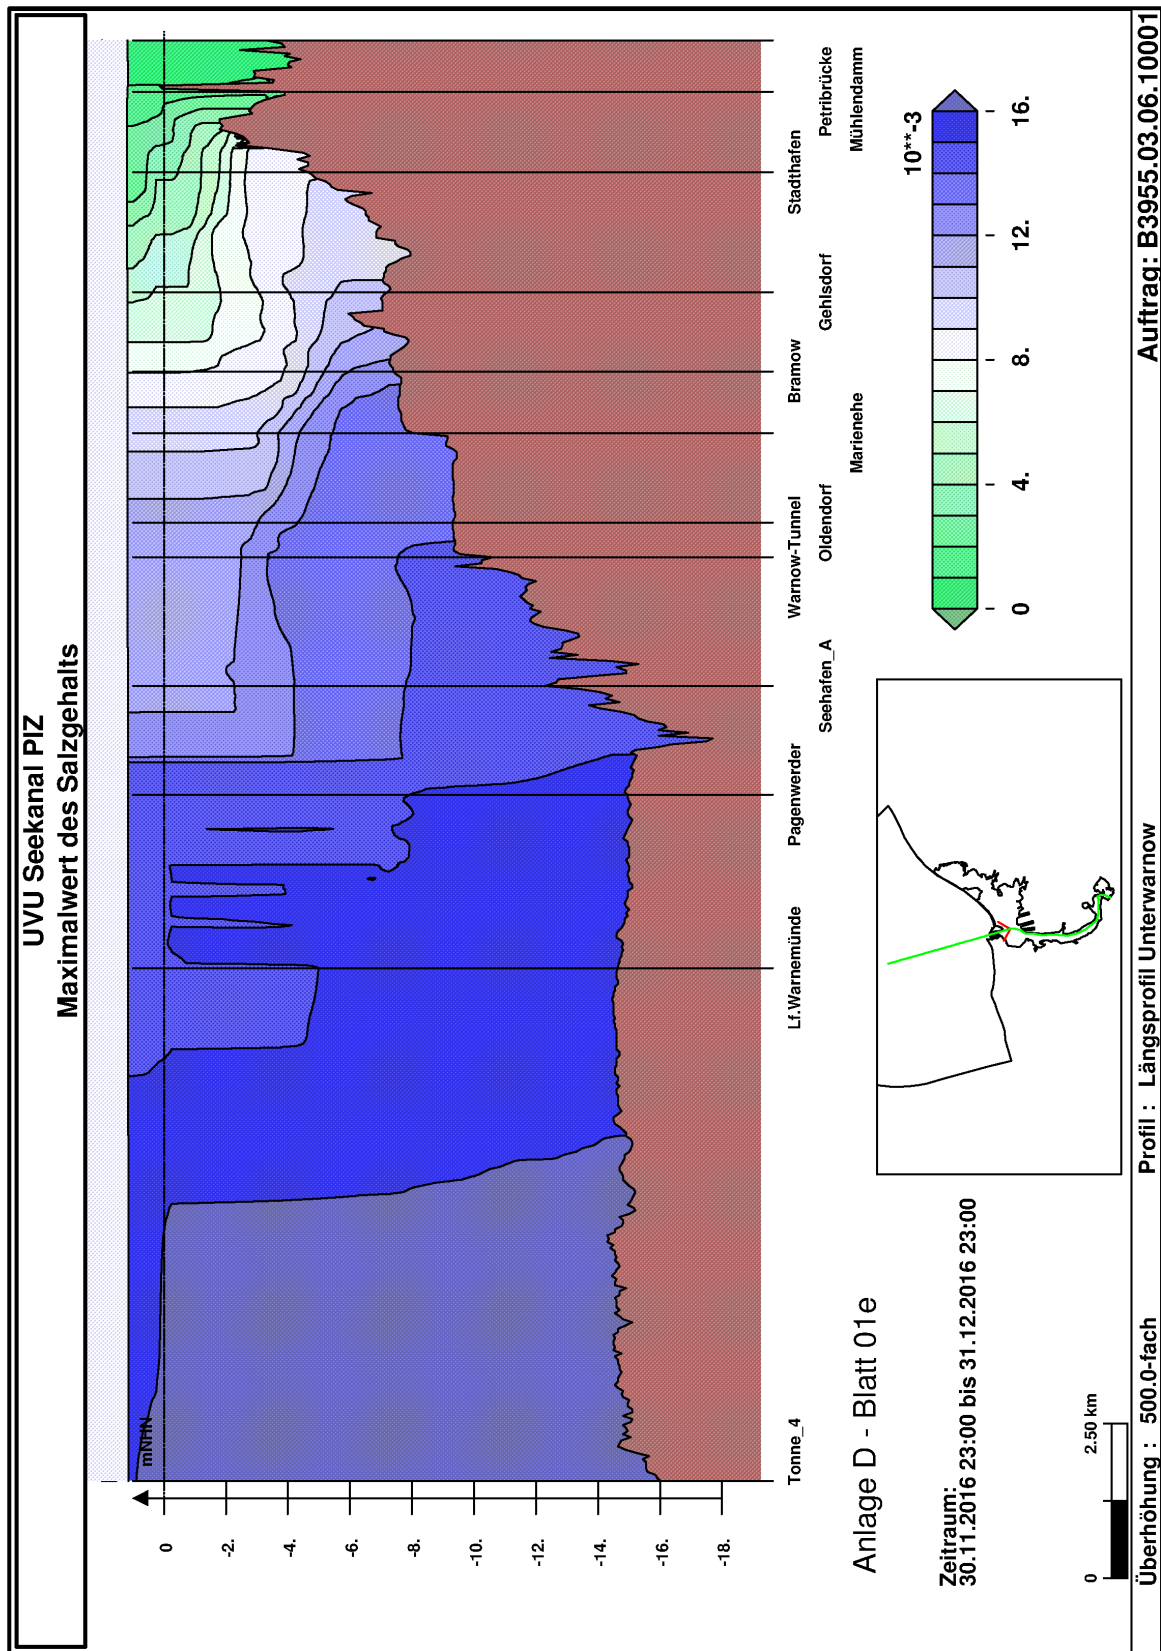 UVU Seekanal PIZ
Maximalwert des Salzgehalts
mNHN
0
-2.
-4.
-6.
-8.
-10.
-12.
-14.
-16.
-18.
Tonne_4
Lf.Warnemünde
Pagenwerder
Seehafen_A
Warnow-Tunnel
Oldendorf
Marienehe
Bramow
Gehlsdorf
Stadthafen
Petribrücke
Mühlendamm
Anlage D - Blatt 01e
Zeitraum:
30.11.2016 23:00 bis 31.12.2016 23:00
0 2.50 km
10**-3
0 4. 8. 12. 16.
Überhöhung : 500.0-fach
Profil : Längsprofil Unterwarnow
Auftrag: B3955.03.06.10001